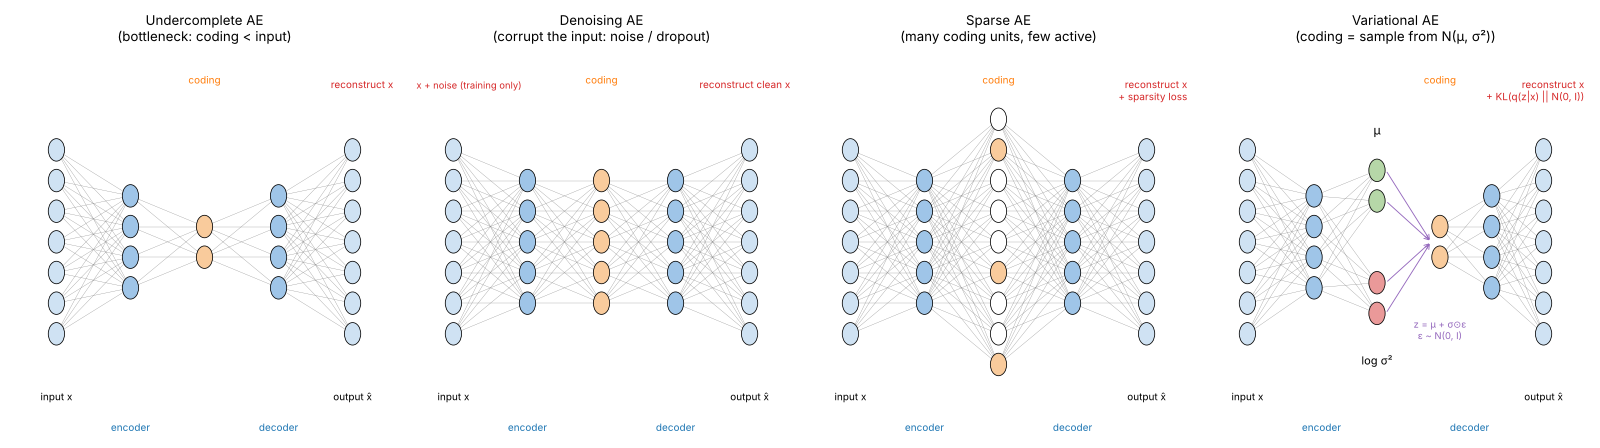 Undercomplete AE
(bottleneck: coding < input)
coding
reconstruct x
input x
output x̂
encoder
decoder
Denoising AE
(corrupt the input: noise / dropout)
x + noise (training only)
coding
reconstruct clean x
input x
output x̂
encoder
decoder
Sparse AE
(many coding units, few active)
coding
reconstruct x
+ sparsity loss
input x
output x̂
encoder
decoder
Variational AE
(coding = sample from N(μ, σ²))
coding
reconstruct x
+ KL(q(z|x) || N(0, I))
μ
z = μ + σ⊙ε
ε ~ N(0, I)
log σ²
input x
output x̂
encoder
decoder